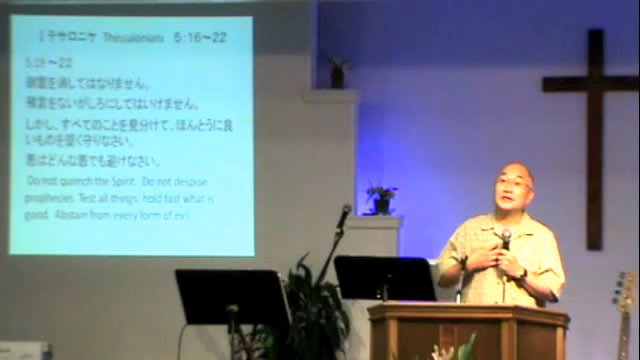 I テサロニケ Thessalonians 5:16～22
5:19～22
御霊を消してはなりません。
預言をないがしろにしてはいけません。
しかし、すべてのことを見分けて、ほんとうに良
いものを堅く守りなさい。
悪はどんな悪でも避けなさい。
Do not quench the Spirit. Do not despise
prophecies. Test all things; hold fast what is
good. Abstain from every form of evil.